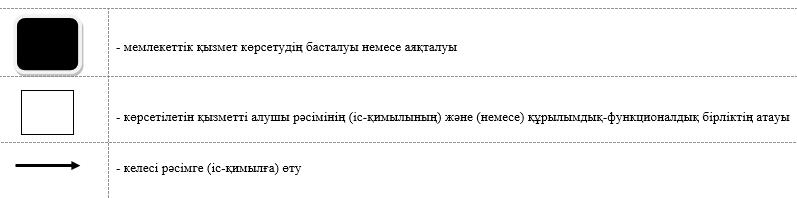 - мемлекеттік қызмет көрсетудің басталуы немесе аяқталуы
- көрсетілетін қызметті алушы рәсімінің (іс-қимылының) және (немесе) құрылымдық-функционалдық бірліктің атауы
- келесі рәсімге (іс-қимылға) өту